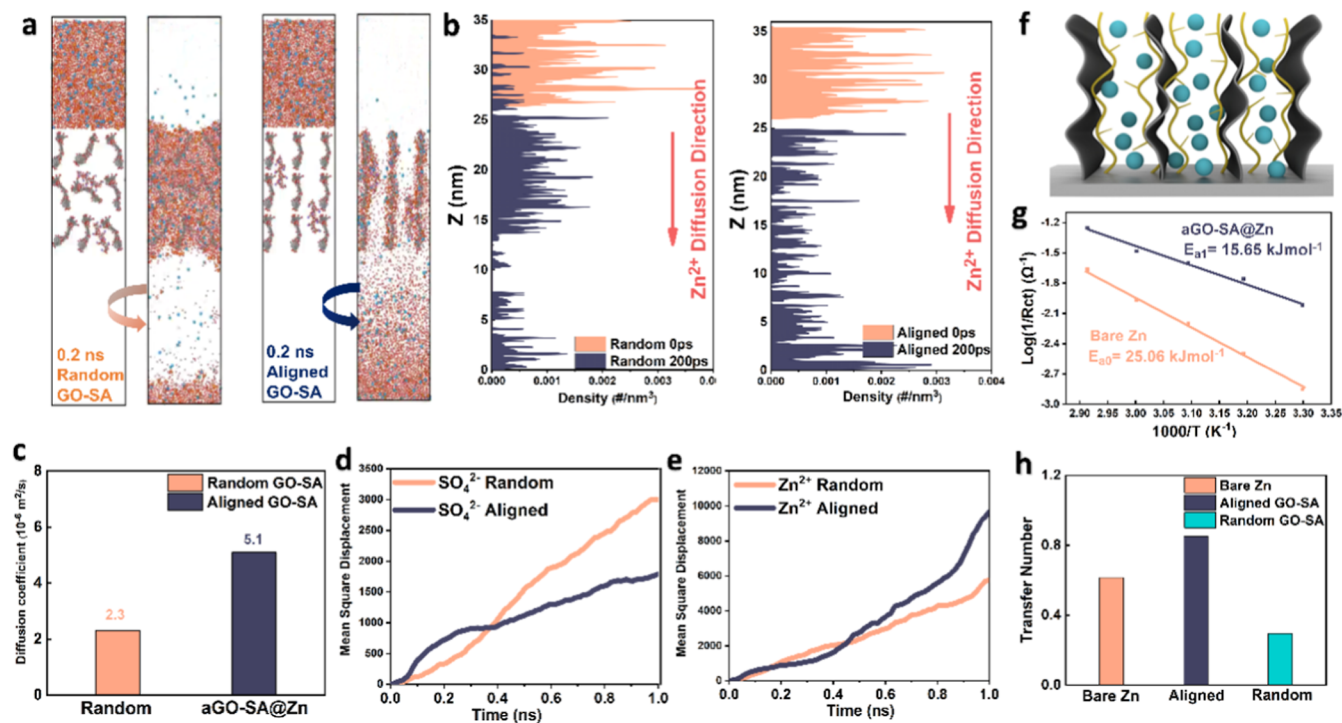 a
0.2 ns
Random
GO-SA
0.2 ns
Aligned
GO-SA
b
35
30
25
20
15
10
5
0
Z (nm)
Zn²⁺ Diffusion Direction
Random 0ps
Random 200ps
0.000 0.001 0.002 0.003
Density (#/nm³)
35
30
25
20
15
10
5
0
Zn²⁺ Diffusion Direction
Aligned 0ps
Aligned 200ps
0.000 0.001 0.002 0.003 0.004
Density (#/nm³)
f
g
-1.2
-1.5
-1.8
-2.1
-2.4
-2.7
-3.0
Log(1/Rct) (Ω⁻¹)
aGO-SA@Zn
Eₐ₁= 15.65 kJmol⁻¹
Bare Zn
Eₐ₀= 25.06 kJmol⁻¹
2.90 2.95 3.00 3.05 3.10 3.15 3.20 3.25 3.30 3.35
1000/T (K⁻¹)
c
8
6
4
2
0
Diffusion coefficient (10⁻⁶ m²/s)
Random GO-SA
Aligned GO-SA
2.3
5.1
Random aGO-SA@Zn
d
3500
3000
2500
2000
1500
1000
500
0
Mean Square Displacement
SO₄²⁻ Random
SO₄²⁻ Aligned
0.0 0.2 0.4 0.6 0.8 1.0
Time (ns)
e
12000
10000
8000
6000
4000
2000
0
Mean Square Displacement
Zn²⁺ Random
Zn²⁺ Aligned
0.0 0.2 0.4 0.6 0.8 1.0
Time (ns)
h
1.2
0.8
0.4
0.0
Transfer Number
Bare Zn
Aligned GO-SA
Random GO-SA
Bare Zn Aligned Random